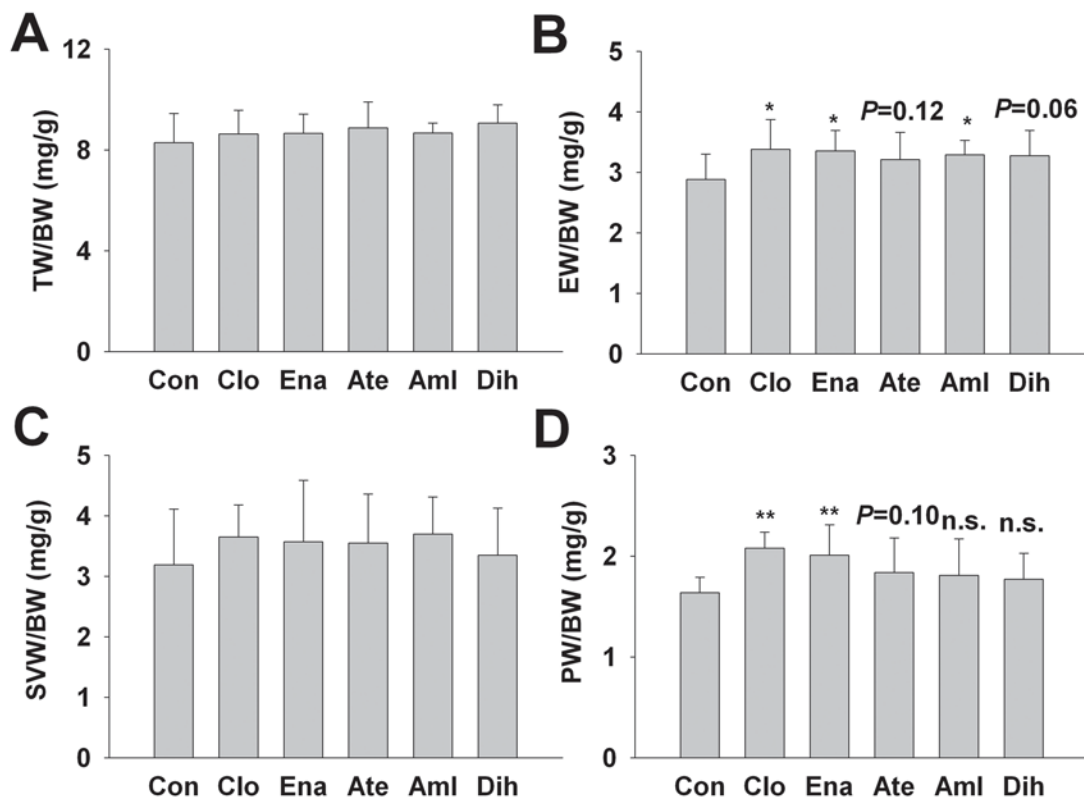 A
TW/BW (mg/g)
12
8
4
0
Con Clo Ena Ate Aml Dih
B
EW/BW (mg/g)
5
4
3
2
1
0
* * P=0.12 * P=0.06
Con Clo Ena Ate Aml Dih
C
SVW/BW (mg/g)
5
4
3
2
1
0
Con Clo Ena Ate Aml Dih
D
PW/BW (mg/g)
3
2
1
0
** ** P=0.10 n.s. n.s.
Con Clo Ena Ate Aml Dih